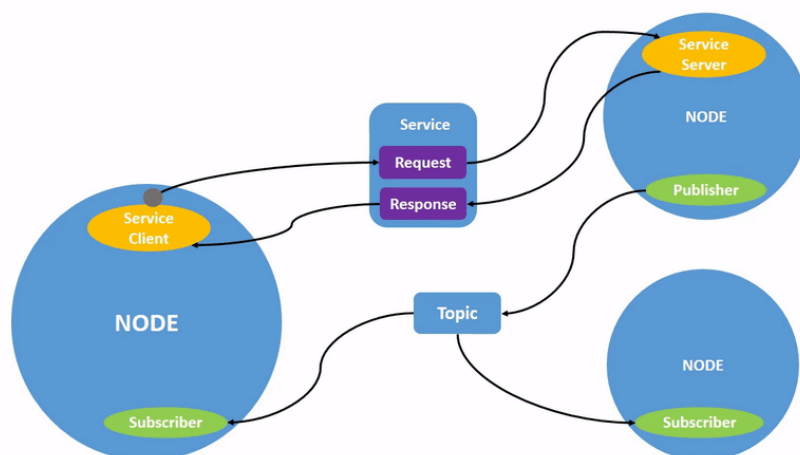 Service
Server
NODE
Service
Request
Response
Publisher
Service
Client
NODE
Topic
NODE
Subscriber
Subscriber